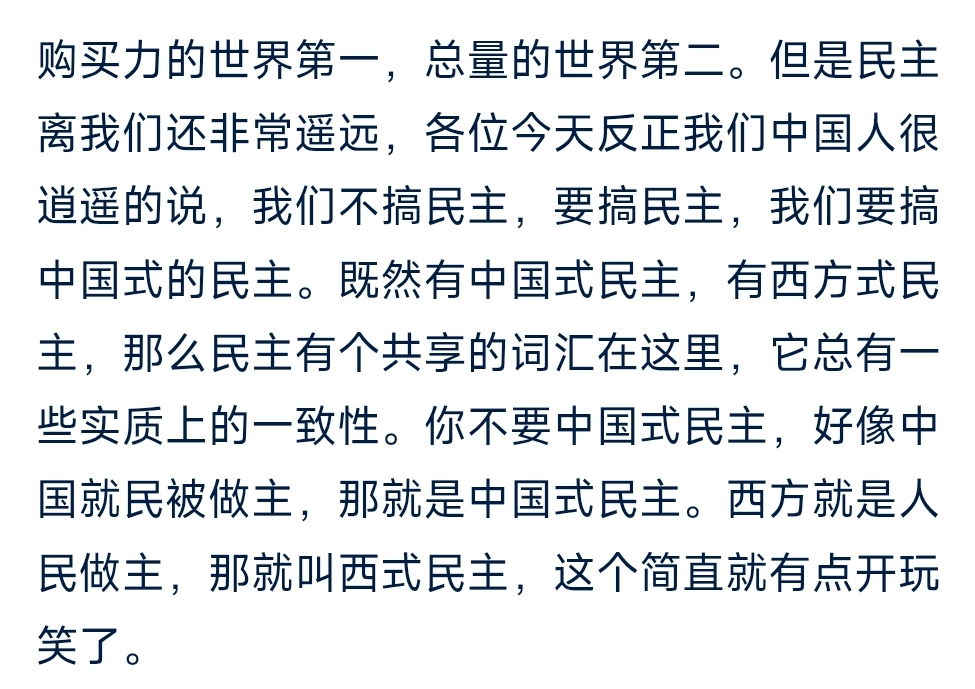 购买力的世界第一，总量的世界第二。但是民主
离我们还非常遥远，各位今天反正我们中国人很
逍遥的说，我们不搞民主，要搞民主，我们要搞
中国式的民主。既然有中国式民主，有西方式民
主，那么民主有个共享的词汇在这里，它总有一
些实质上的一致性。你不要中国式民主，好像中
国就民被做主，那就是中国式民主。西方就是人
民做主，那就叫西式民主，这个简直就有点开玩
笑了。